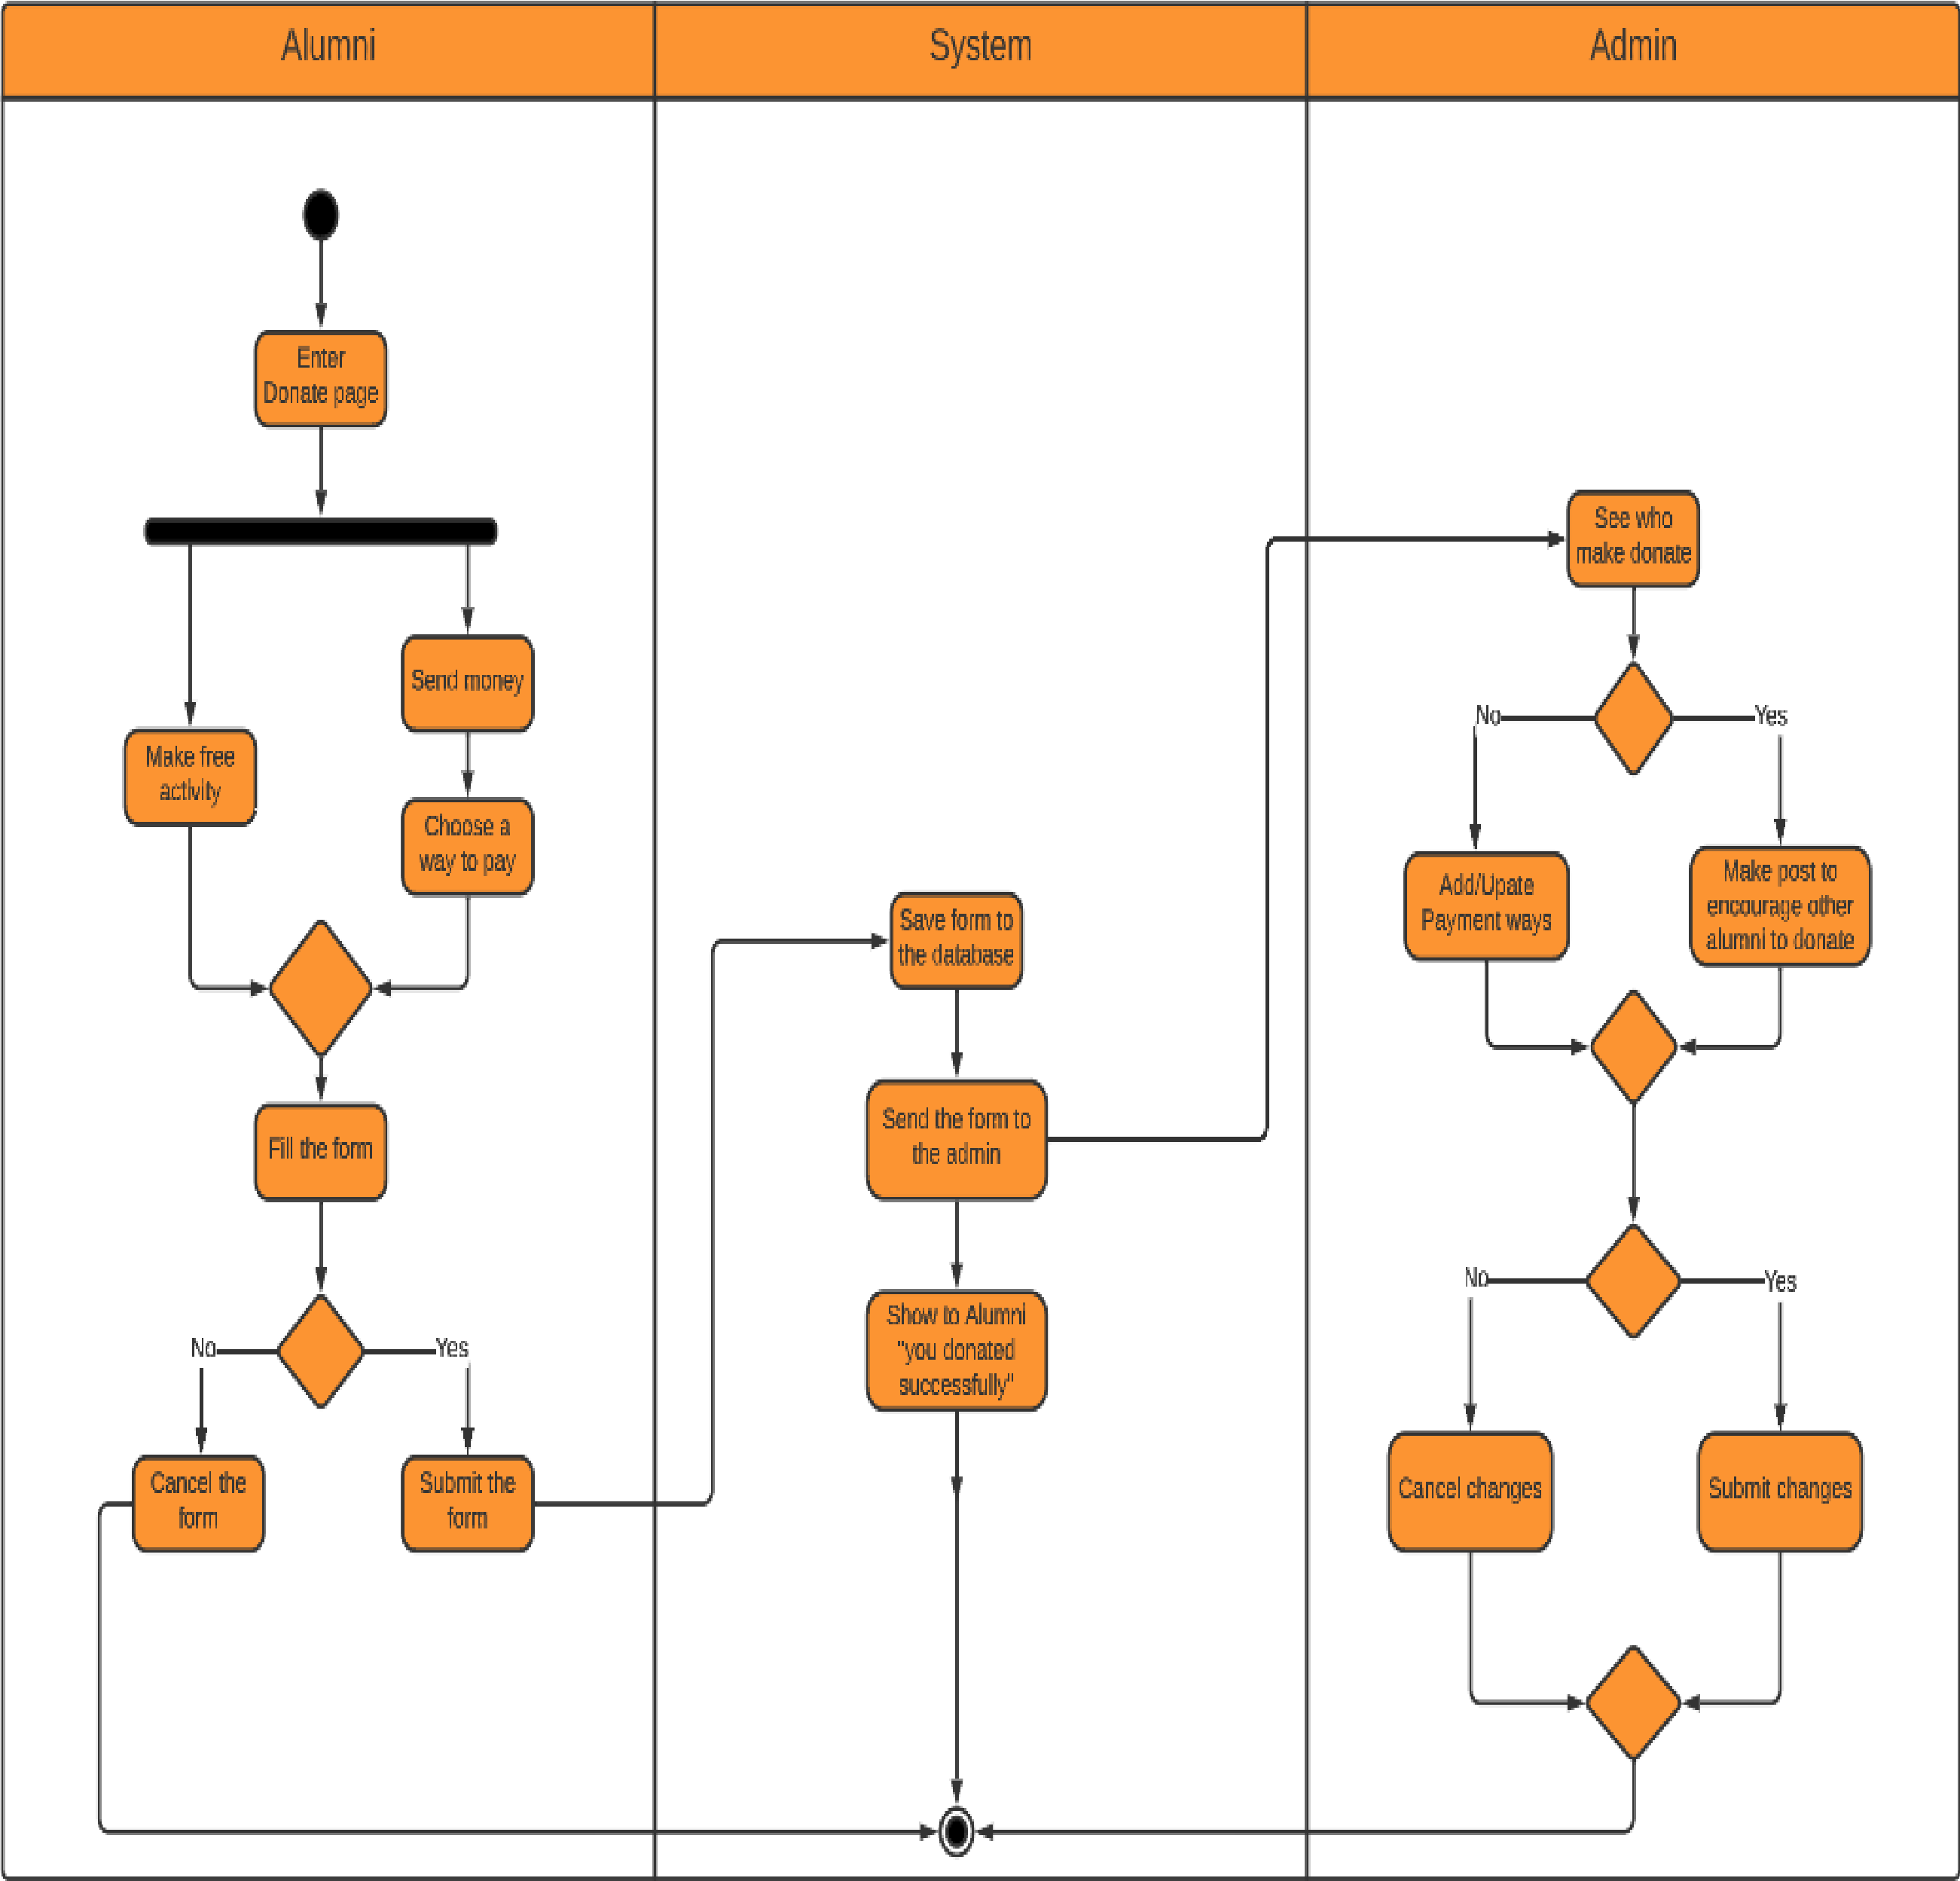 Alumni
System
Admin
Enter
Donate page
Send money
Make free
activity
Choose a
way to pay
Fill the form
No
Yes
Cancel the
form
Submit the
form
Save form to
the database
Send the form to
the admin
Show to Alumni
"you donated
successfully"
See who
make donate
No
Yes
Add/Upate
Payment ways
Make post to
encourage other
alumni to donate
No
Yes
Cancel changes
Submit changes